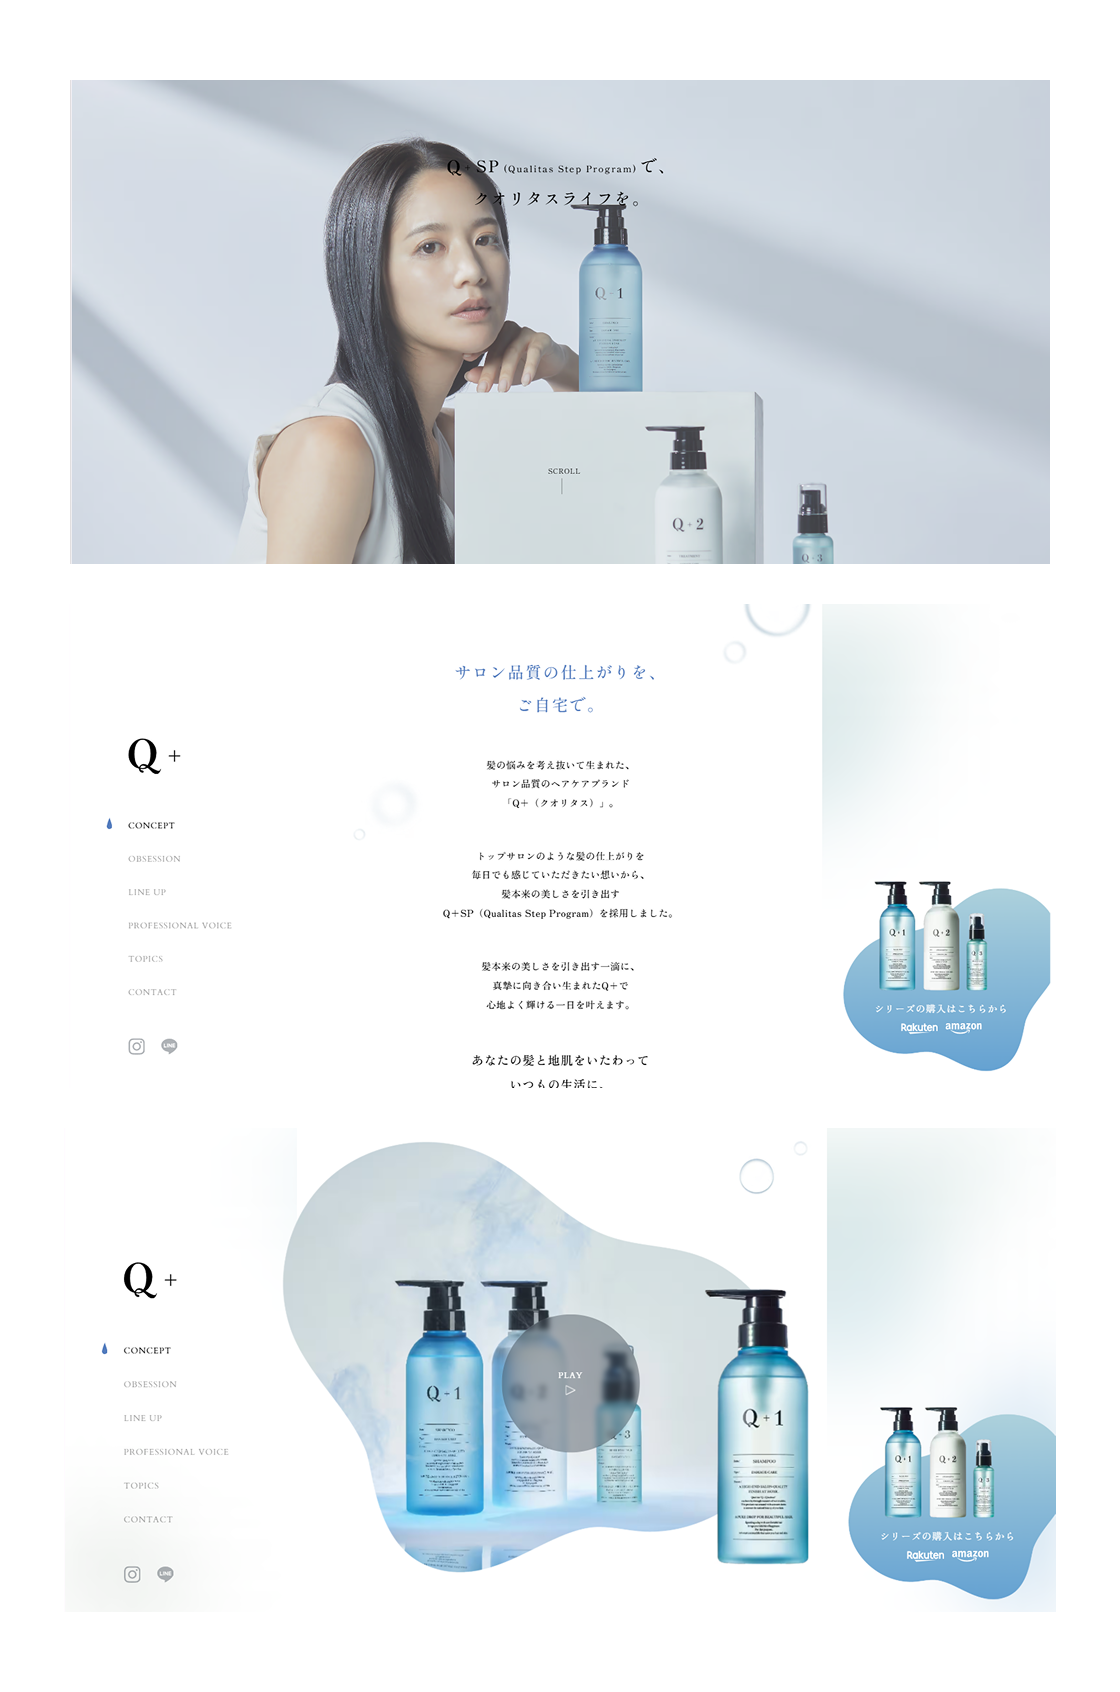 Q+SP (Qualitas Step Program) で、
クオリタスライフを。
Q+1
SCROLL
Q+2
Q+3
サロン品質の仕上がりを、
ご自宅で。
Q+
CONCEPT
OBSESSION
LINE UP
PROFESSIONAL VOICE
TOPICS
CONTACT
LINE
髪の悩みを考え抜いて生まれた、
サロン品質のヘアケアブランド
「Q+（クオリタス）」。
トップサロンのような髪の仕上がりを
毎日でも感じていただきたい想いから、
髪本来の美しさを引き出す
Q+SP（Qualitas Step Program）を採用しました。
髪本来の美しさを引き出す一滴に、
真摯に向き合い生まれたQ+で
心地よく輝ける一日を叶えます。
あなたの髪と地肌をいたわって
いつもの生活に。
Q+1
Q+2
Q+3
シリーズの購入はこちらから
Rakuten amazon
Q+
CONCEPT
OBSESSION
LINE UP
PROFESSIONAL VOICE
TOPICS
CONTACT
LINE
Q+1
PLAY
Q+1
SHAMPOO
DAMAGE CARE
Q+1
Q+2
Q+3
シリーズの購入はこちらから
Rakuten amazon